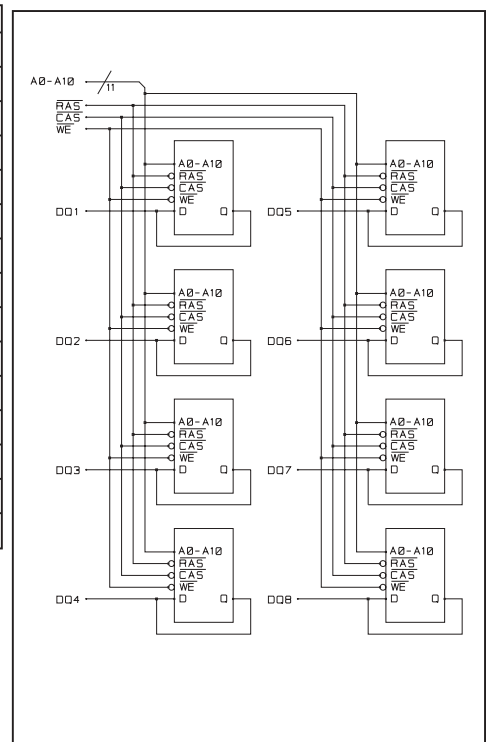 A0-A10
11
RAS
CAS
WE
A0-A10
RAS
CAS
WE
DQ1
D Q
A0-A10
RAS
CAS
WE
DQ5
D Q
A0-A10
RAS
CAS
WE
DQ2
D Q
A0-A10
RAS
CAS
WE
DQ6
D Q
A0-A10
RAS
CAS
WE
DQ3
D Q
A0-A10
RAS
CAS
WE
DQ7
D Q
A0-A10
RAS
CAS
WE
DQ4
D Q
A0-A10
RAS
CAS
WE
DQ8
D Q